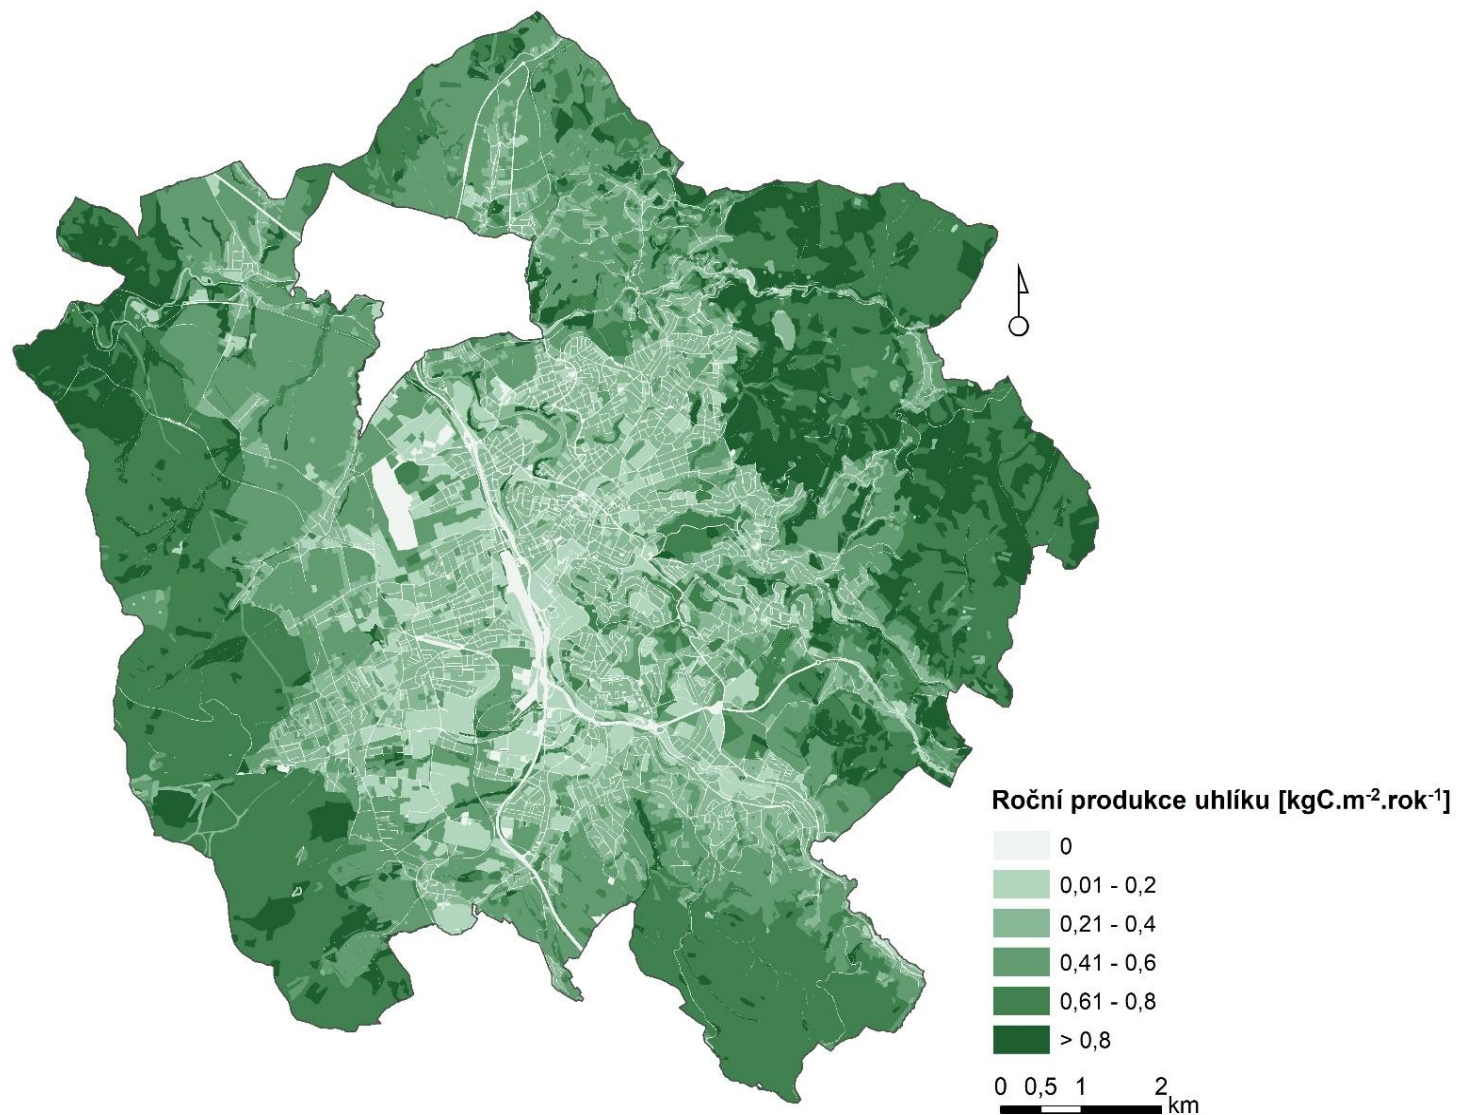 Roční produkce uhlíku [kgC.m⁻².rok⁻¹]
0
0,01 - 0,2
0,21 - 0,4
0,41 - 0,6
0,61 - 0,8
> 0,8
0 0,5 1 2
km